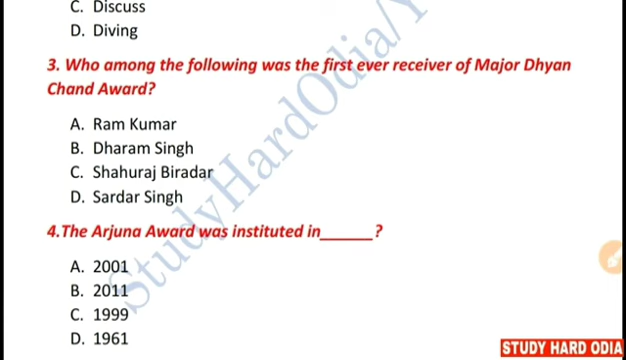 C. Discuss
D. Diving
3. Who among the following was the first ever receiver of Major Dhyan
Chand Award?
A. Ram Kumar
B. Dharam Singh
C. Shahuraj Biradar
D. Sardar Singh
4.The Arjuna Award was instituted in______?
A. 2001
B. 2011
C. 1999
D. 1961
StudyHardOdia/Y
STUDY HARD ODIA